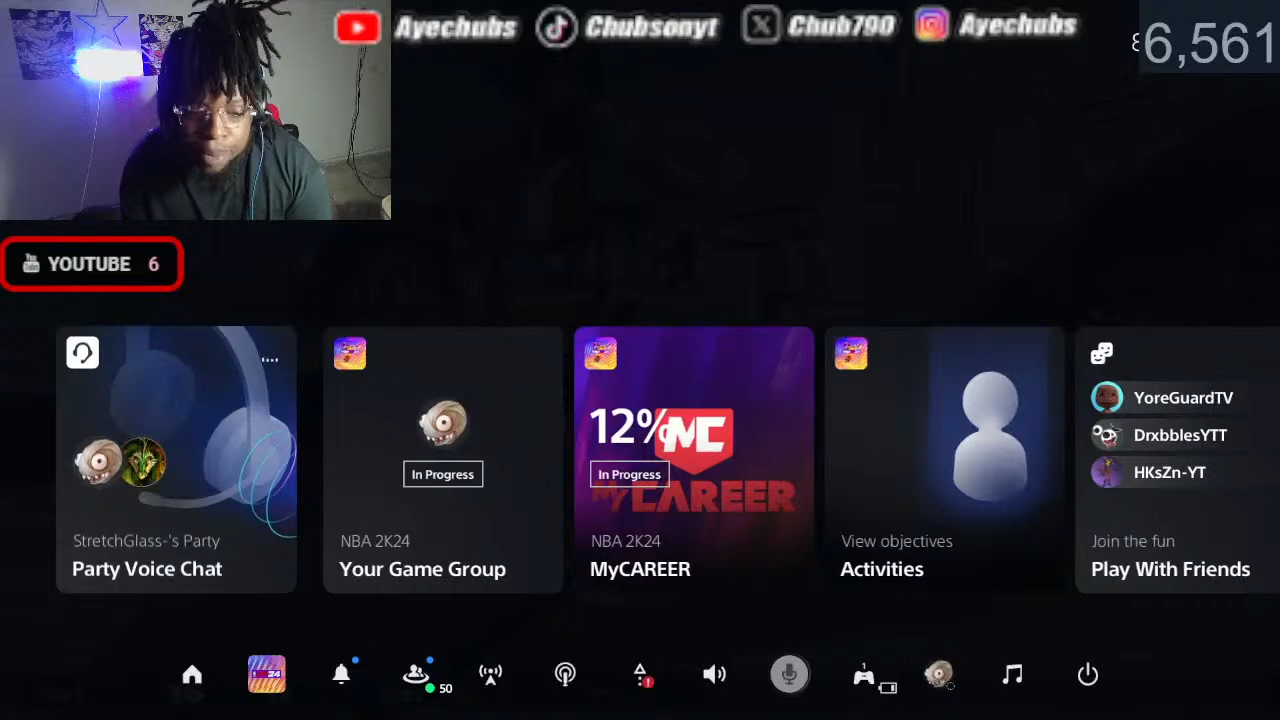 Ayechubs Chubsonyt Chub790 Ayechubs
6,561
YOUTUBE 6
12% MC
In Progress
In Progress
MyCAREER
YoreGuardTV
DrxbblesYTT
HKsZn-YT
StretchGlass-'s Party
Party Voice Chat
NBA 2K24
Your Game Group
NBA 2K24
MyCAREER
View objectives
Activities
Join the fun
Play With Friends
24
50
1